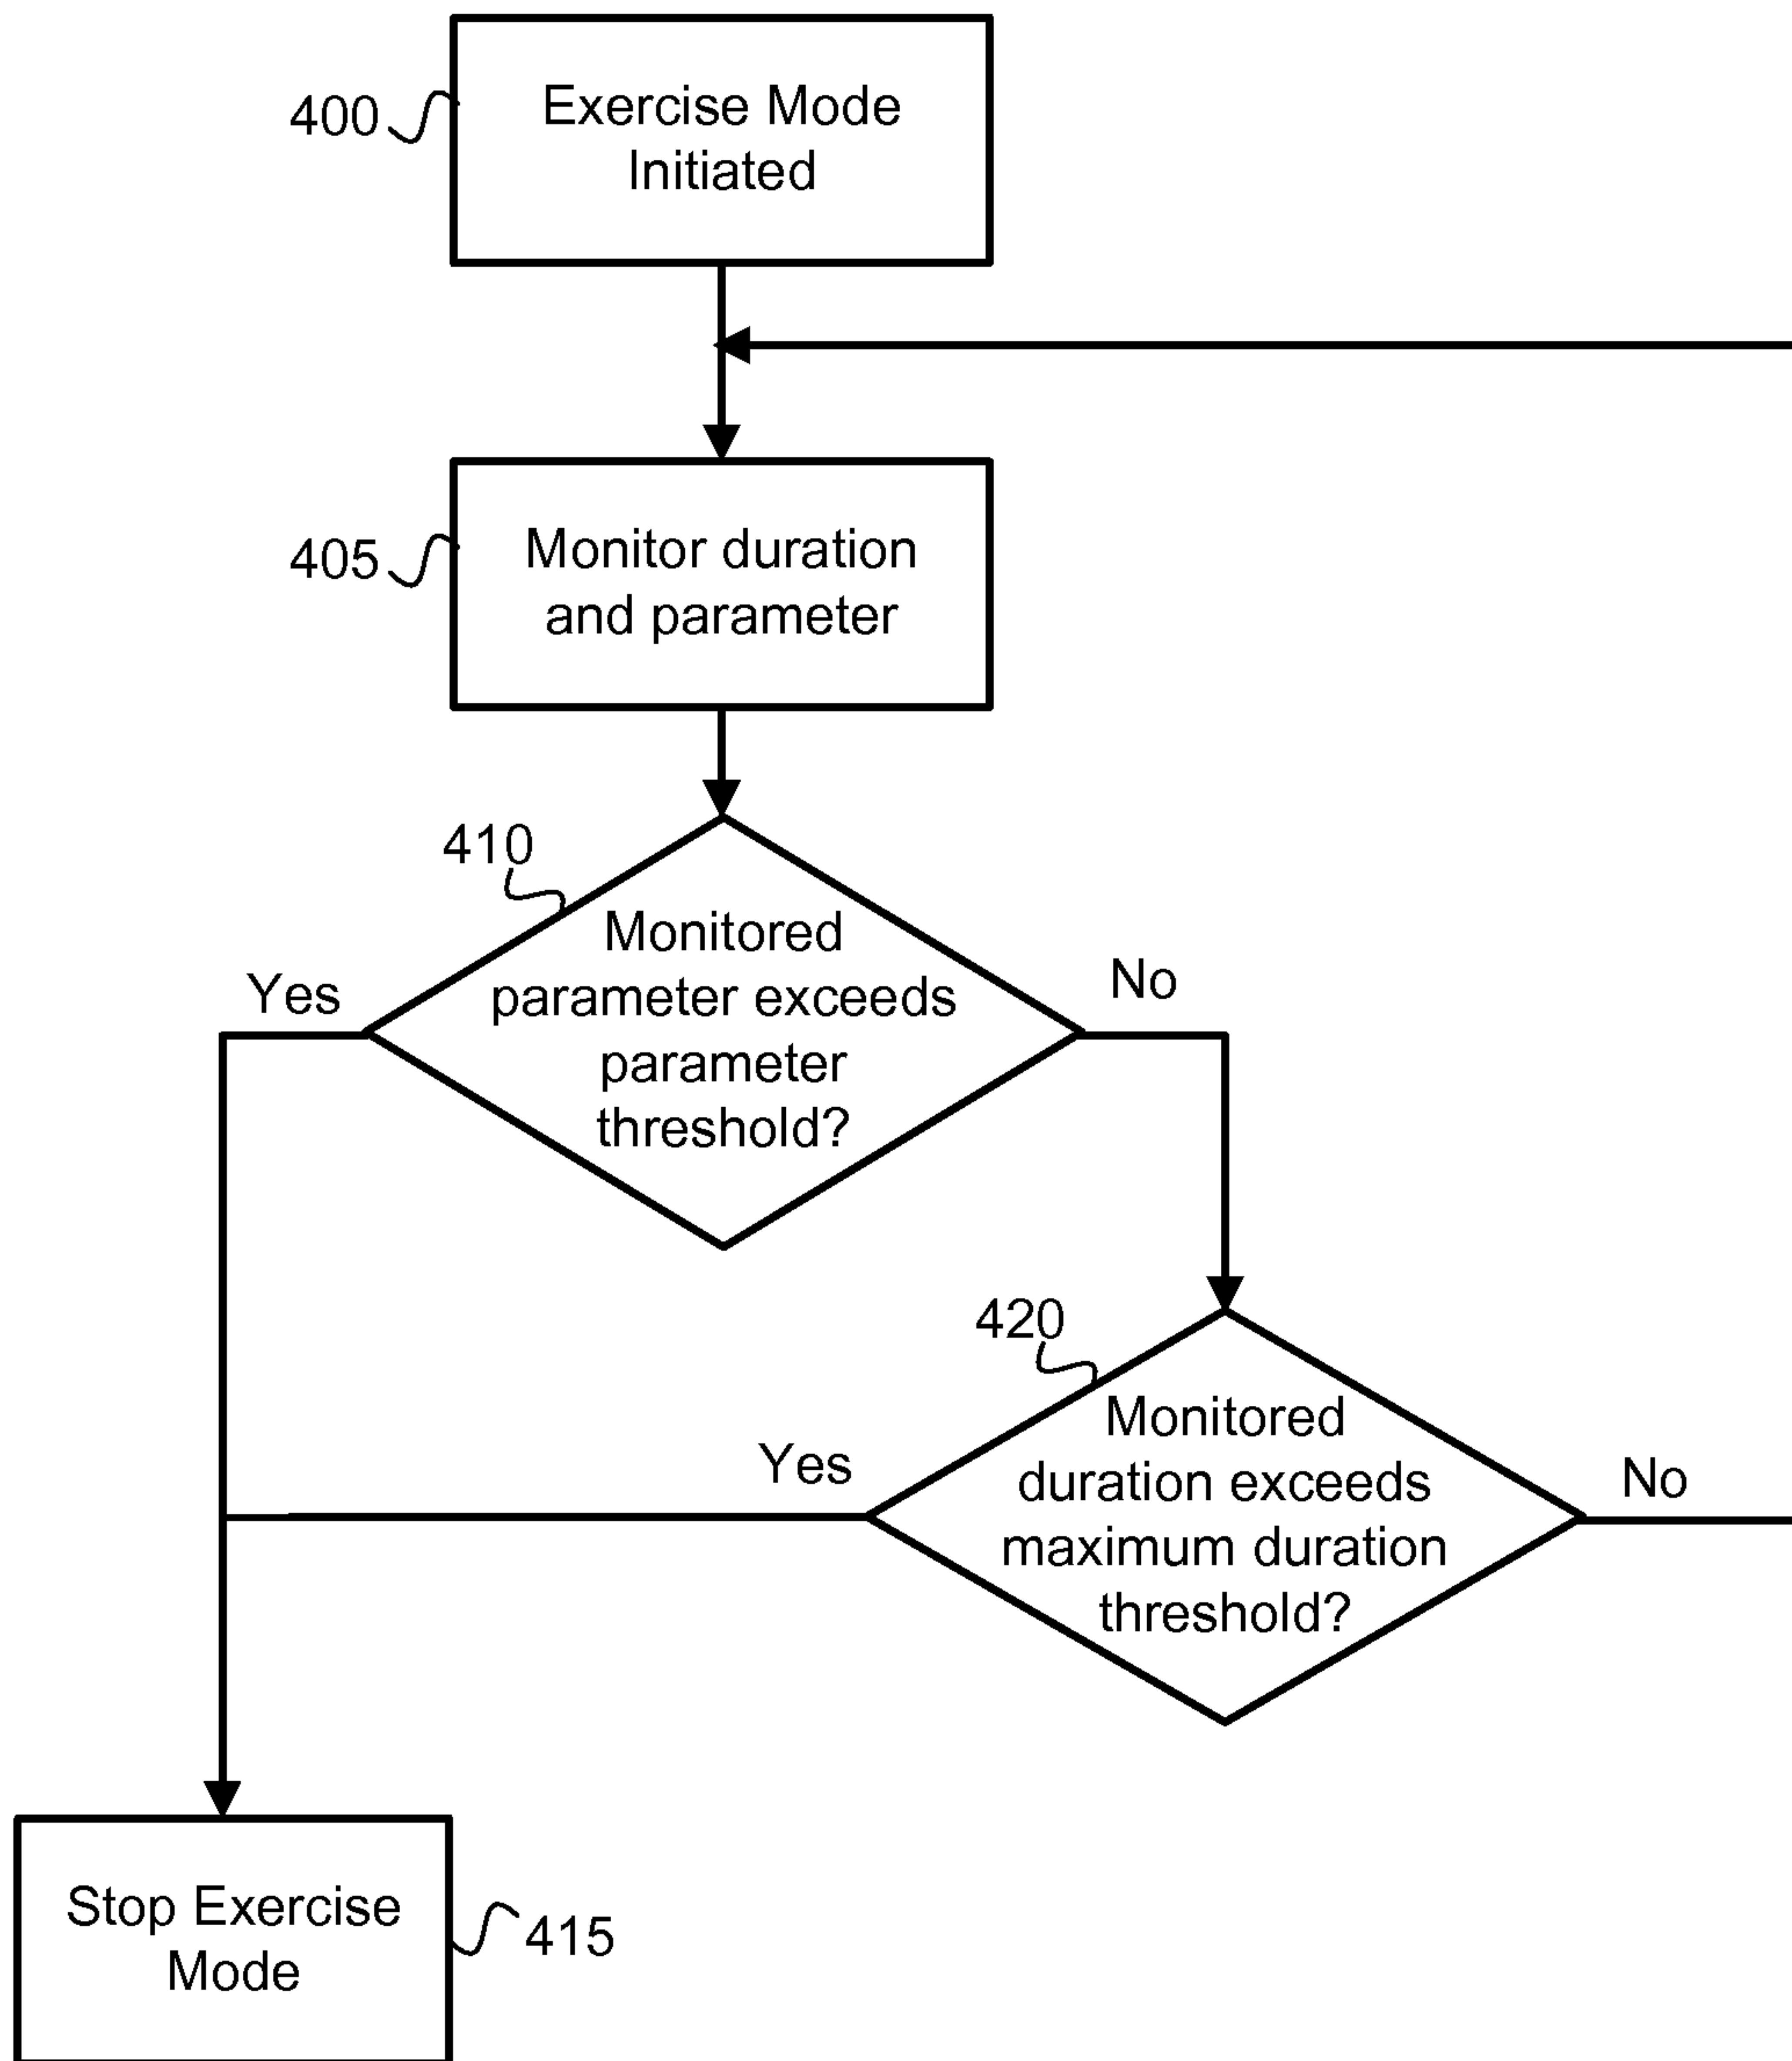 400
Exercise Mode
Initiated
405
Monitor duration
and parameter
410
Monitored
parameter exceeds
parameter
threshold?
Yes
No
420
Monitored
duration exceeds
maximum duration
threshold?
Yes
No
Stop Exercise
Mode
415